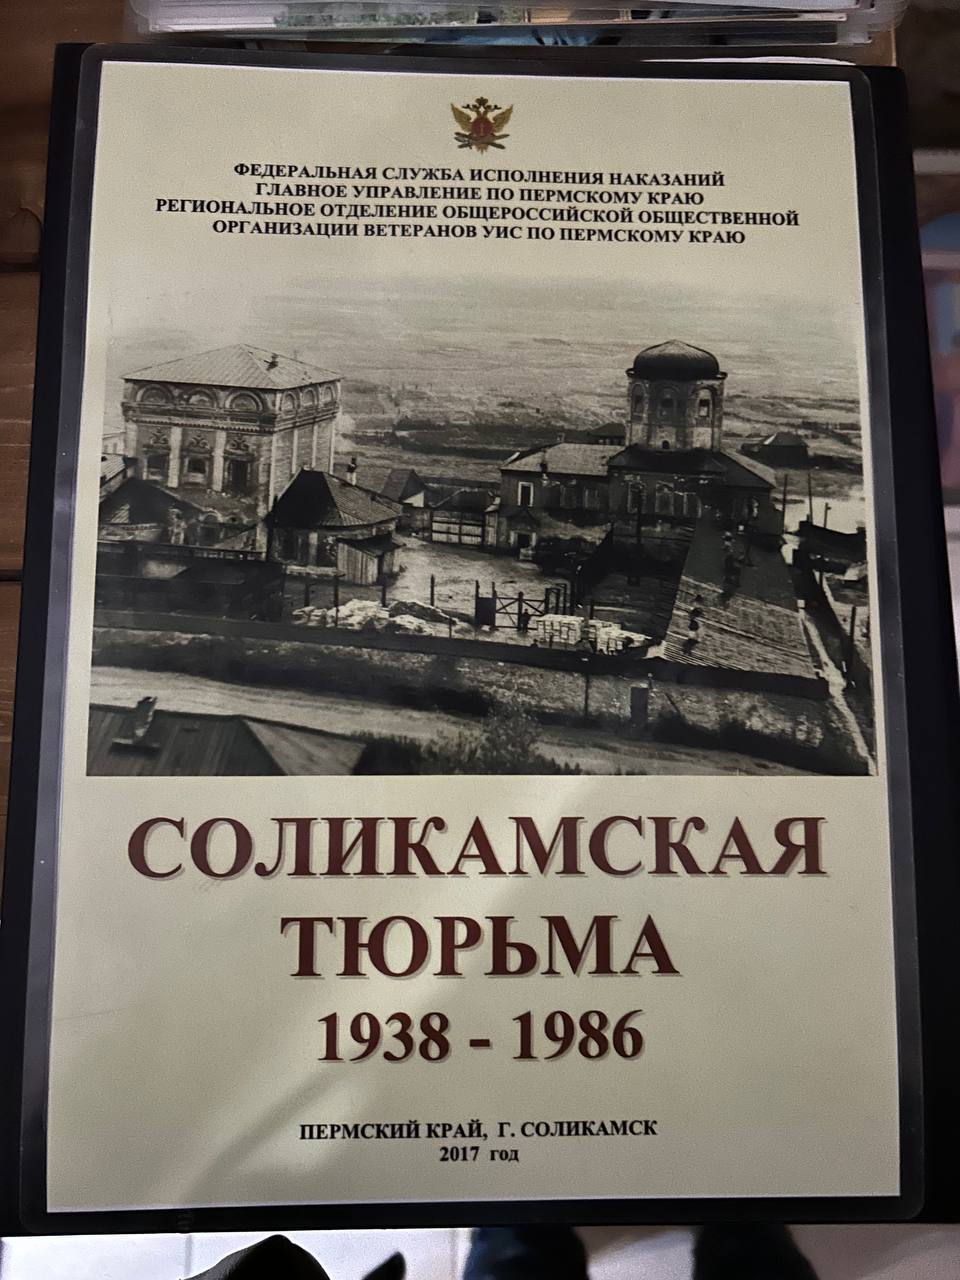 ФЕДЕРАЛЬНАЯ СЛУЖБА ИСПОЛНЕНИЯ НАКАЗАНИЙ
ГЛАВНОЕ УПРАВЛЕНИЕ ПО ПЕРМСКОМУ КРАЮ
РЕГИОНАЛЬНОЕ ОТДЕЛЕНИЕ ОБЩЕРОССИЙСКОЙ ОБЩЕСТВЕННОЙ
ОРГАНИЗАЦИИ ВЕТЕРАНОВ УИС ПО ПЕРМСКОМУ КРАЮ
СОЛИКАМСКАЯ
ТЮРЬМА
1938 - 1986
ПЕРМСКИЙ КРАЙ, Г. СОЛИКАМСК
2017 год